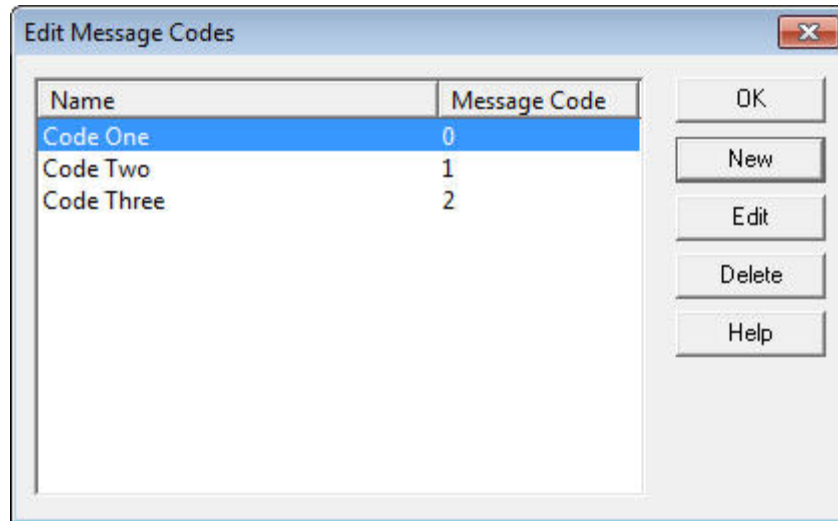 Edit Message Codes
Name Message Code
Code One 0
Code Two 1
Code Three 2
OK
New
Edit
Delete
Help